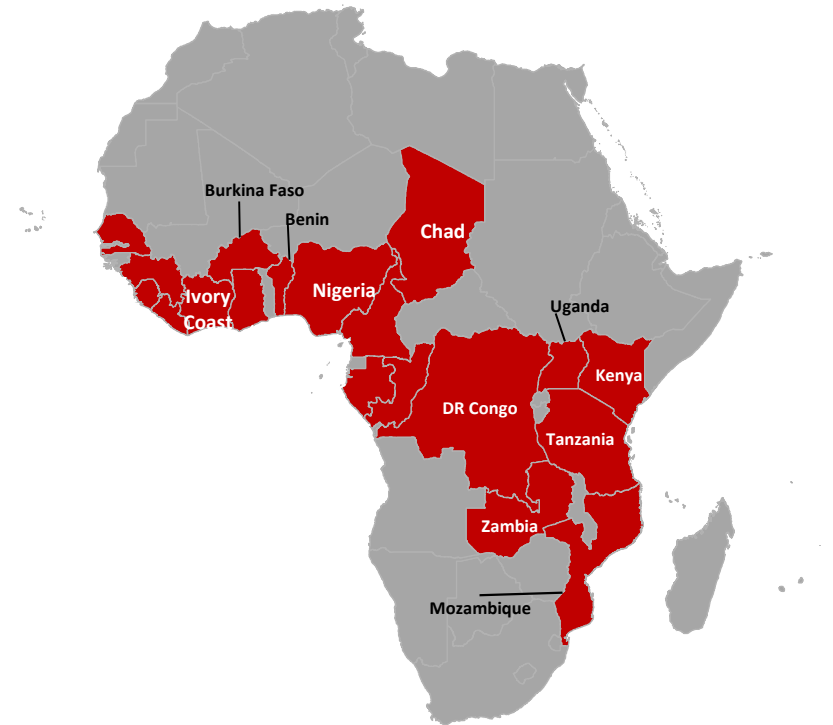 Burkina Faso
Benin
Chad
Nigeria
Ivory
Coast
Uganda
Kenya
DR Congo
Tanzania
Zambia
Mozambique